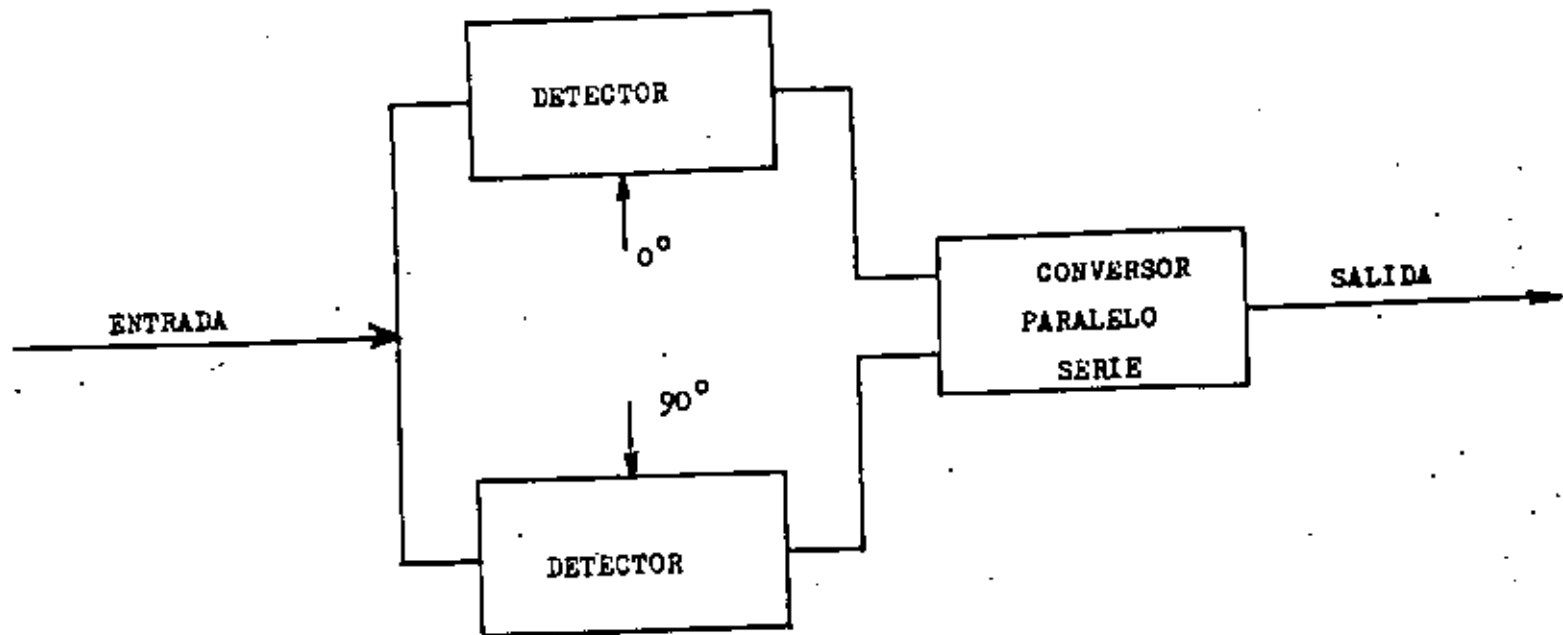 DETECTOR
0°
ENTRADA
CONVERSOR
PARALELO
SERIE
SALIDA
90°
DETECTOR